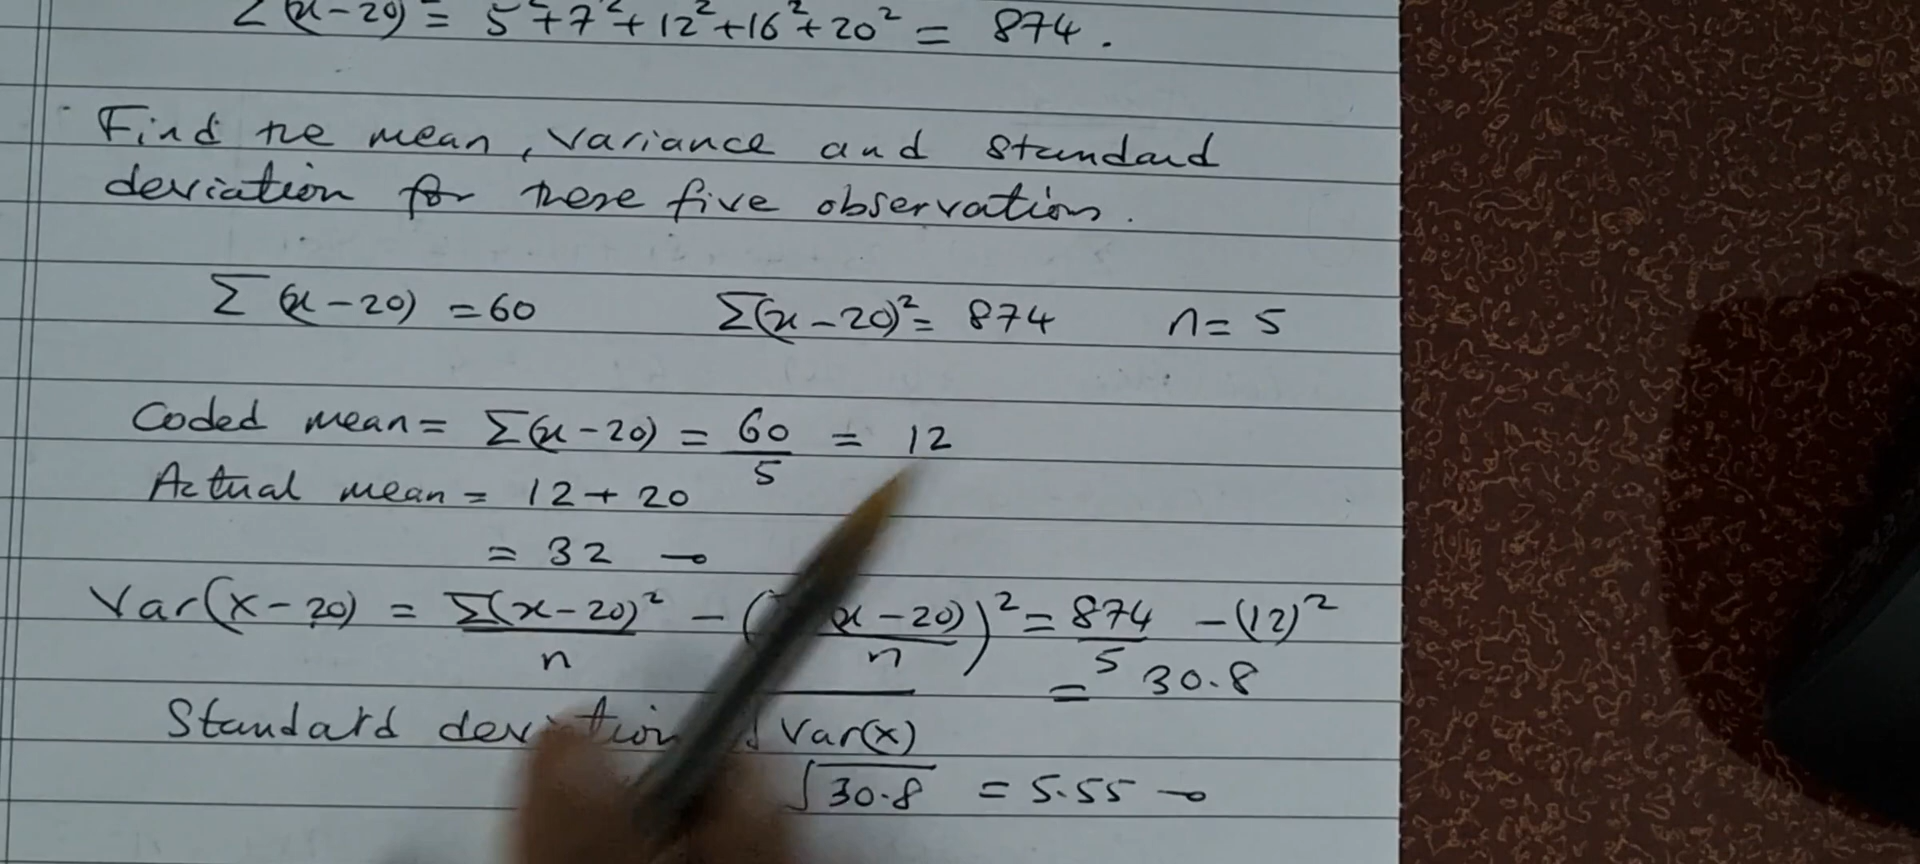 Σ(x-20)² = 5²+7²+12²+16²+20² = 874.
Find the mean, variance and standard
deviation for these five observations.
Σ(x-20) = 60 Σ(x-20)² = 874 n = 5
Coded mean = Σ(x-20) = 60/5 = 12
Actual mean = 12 + 20
= 32
Var(x-20) = Σ(x-20)²/n - ( (x-20)/n )² = 874/5 - (12)²
= 30.8
Standard deviation √Var(x)
√30.8 = 5.55